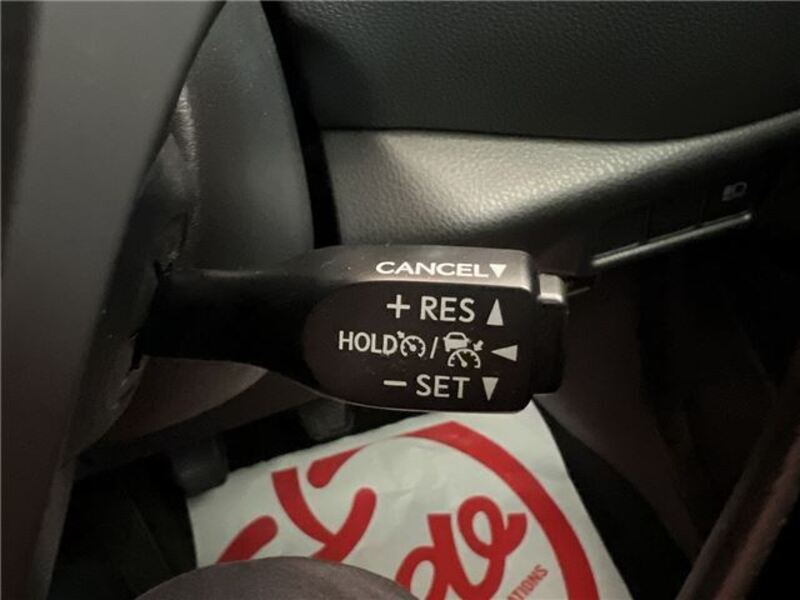 CANCEL▼
+ RES ▲
HOLD / ◀
− SET ▼